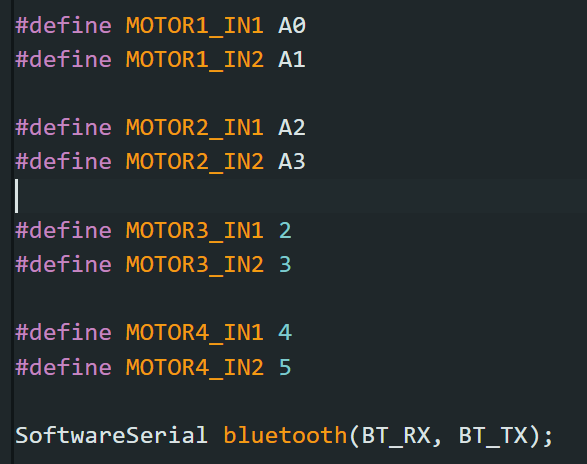 #define MOTOR1_IN1 A0
#define MOTOR1_IN2 A1
#define MOTOR2_IN1 A2
#define MOTOR2_IN2 A3
#define MOTOR3_IN1 2
#define MOTOR3_IN2 3
#define MOTOR4_IN1 4
#define MOTOR4_IN2 5
SoftwareSerial bluetooth(BT_RX, BT_TX);